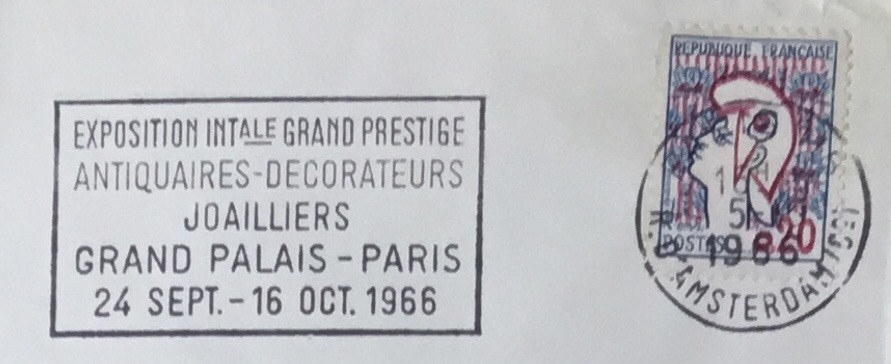 EXPOSITION INTALE GRAND PRESTIGE
ANTIQUAIRES-DECORATEURS
JOAILLIERS
GRAND PALAIS - PARIS
24 SEPT. - 16 OCT. 1966
REPUBLIQUE FRANÇAISE
POSTES 0,20
1966
AMSTERDAM